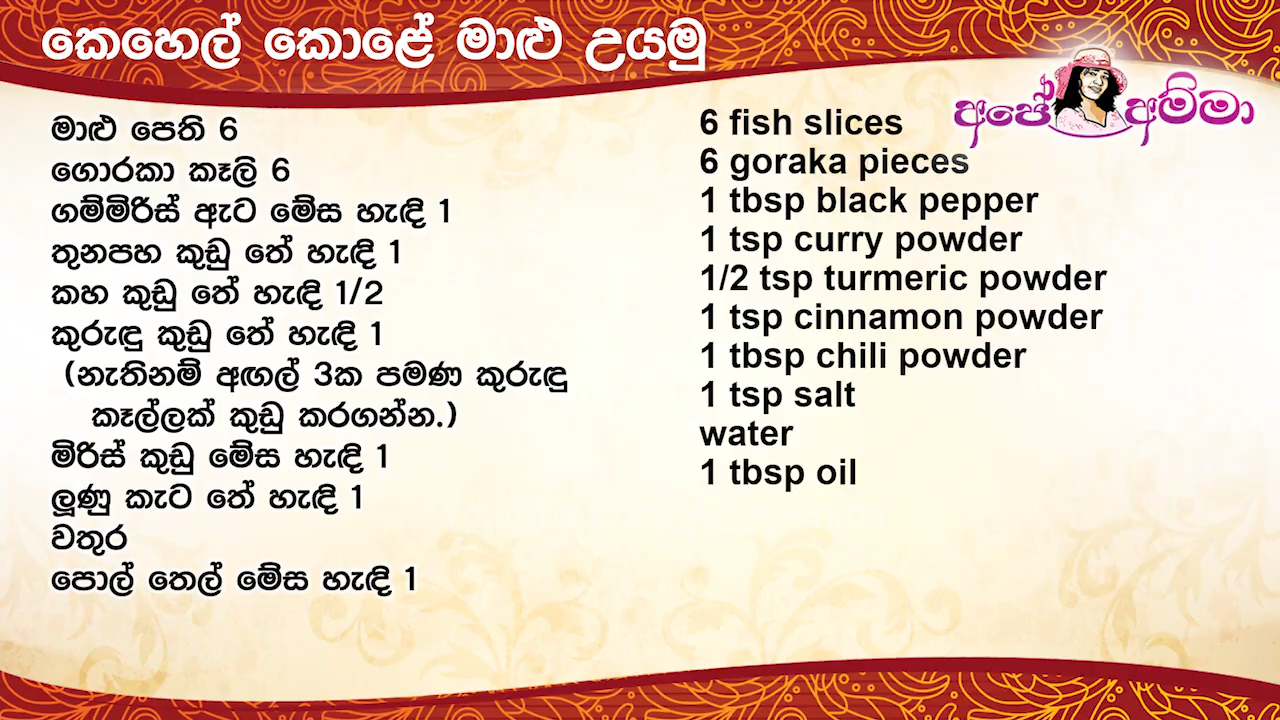 කෙහෙල් කොළේ මාළු උයමු
අපේ අම්මා
මාළු පෙති 6
ගොරකා කෑලි 6
ගම්මිරිස් ඇට මේස හැඳි 1
තුනපහ කුඩු තේ හැඳි 1
කහ කුඩු තේ හැඳි 1/2
කුරුඳු කුඩු තේ හැඳි 1
(නැතිනම් අඟල් 3ක පමණ කුරුඳු
කෑල්ලක් කුඩු කරගන්න.)
මිරිස් කුඩු මේස හැඳි 1
ලූණු කැට තේ හැඳි 1
වතුර
පොල් තෙල් මේස හැඳි 1
6 fish slices
6 goraka pieces
1 tbsp black pepper
1 tsp curry powder
1/2 tsp turmeric powder
1 tsp cinnamon powder
1 tbsp chili powder
1 tsp salt
water
1 tbsp oil